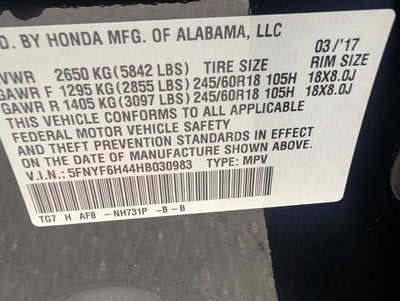 D. BY HONDA MFG. OF ALABAMA, LLC 03/'17
VWR 2650 KG (5842 LBS) TIRE SIZE RIM SIZE
GAWR F 1295 KG (2855 LBS) 245/60R18 105H 18X8.0J
GAWR R 1405 KG (3097 LBS) 245/60R18 105H 18X8.0J
THIS VEHICLE CONFORMS TO ALL APPLICABLE
FEDERAL MOTOR VEHICLE SAFETY
AND THEFT PREVENTION STANDARDS IN EFFECT
ON THE DATE OF MANUFACTURE SHOWN ABOVE.
V.I.N.: 5FNYF6H44HB030983 TYPE: MPV
TG7 H AF8 -NH731P -B -B